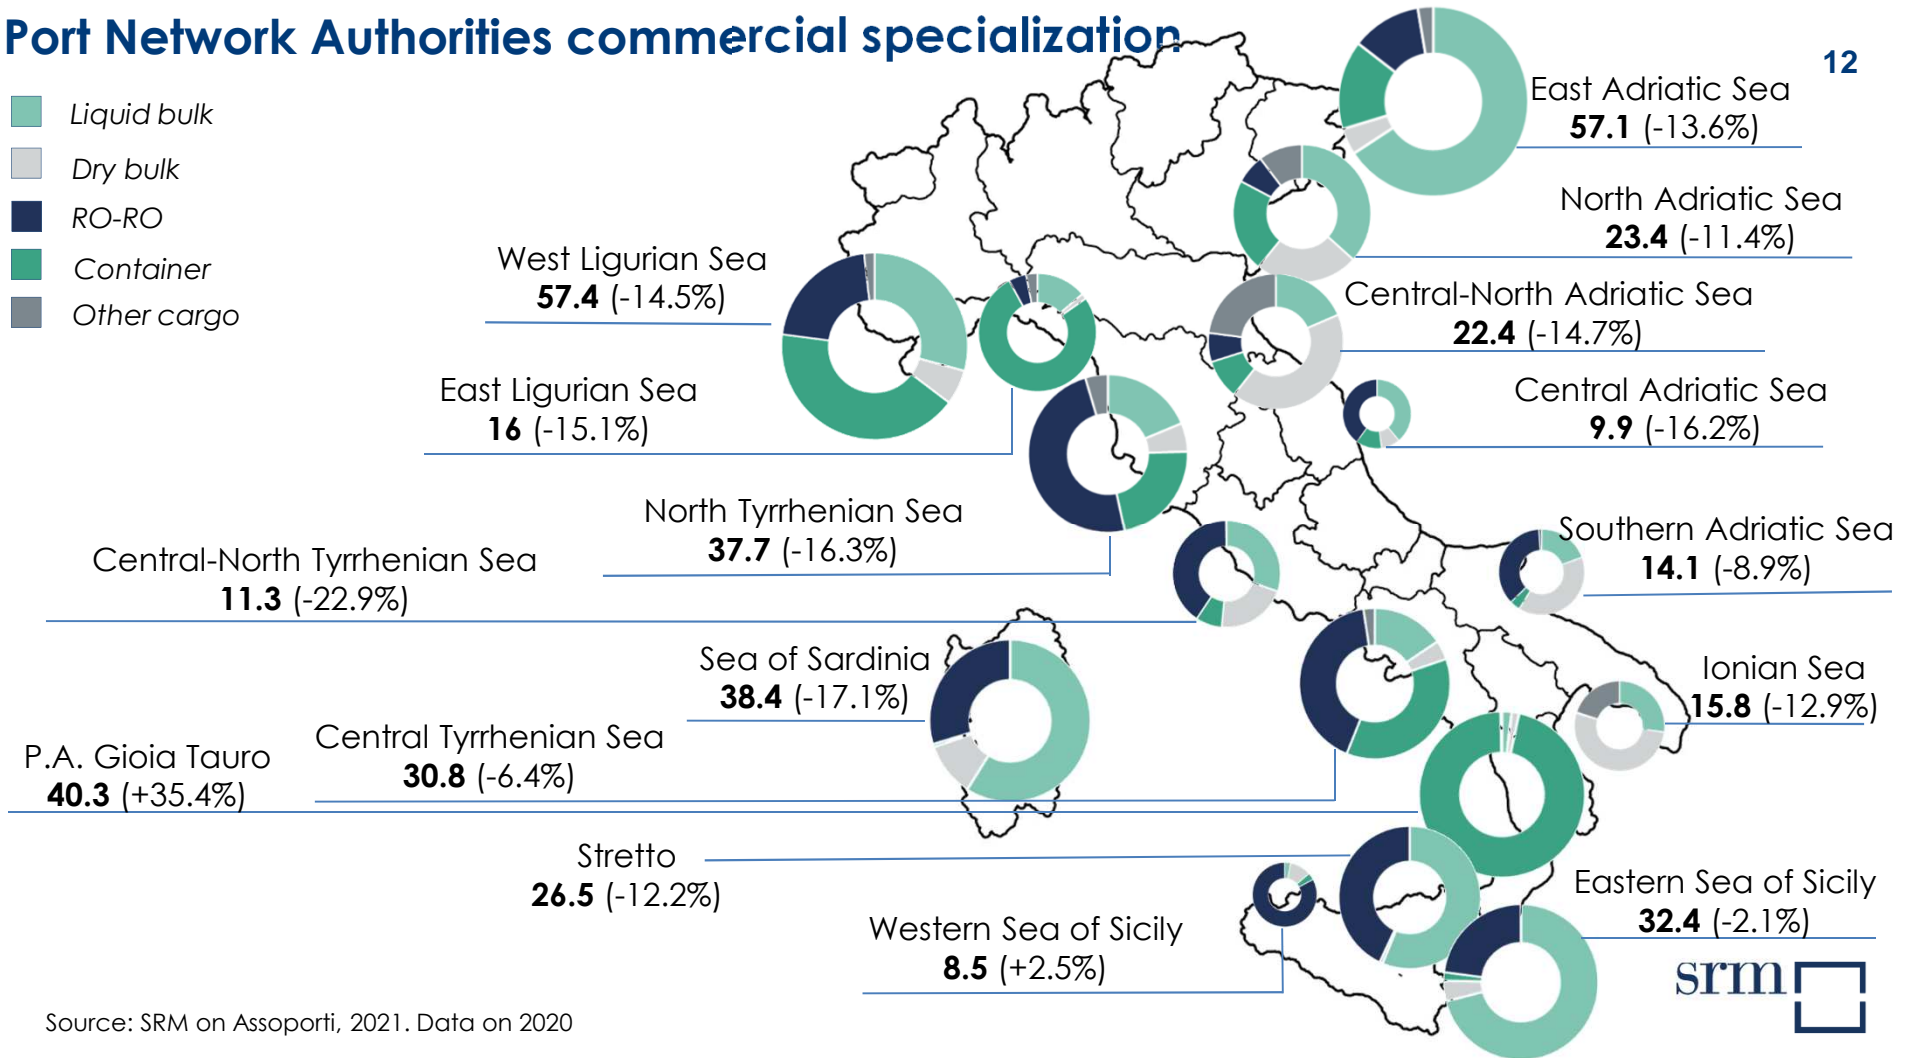 Port Network Authorities commercial specialization
12
Liquid bulk
Dry bulk
RO-RO
Container
Other cargo
East Adriatic Sea
57.1 (-13.6%)
North Adriatic Sea
23.4 (-11.4%)
West Ligurian Sea
57.4 (-14.5%)
Central-North Adriatic Sea
22.4 (-14.7%)
East Ligurian Sea
16 (-15.1%)
Central Adriatic Sea
9.9 (-16.2%)
North Tyrrhenian Sea
37.7 (-16.3%)
Southern Adriatic Sea
14.1 (-8.9%)
Central-North Tyrrhenian Sea
11.3 (-22.9%)
Sea of Sardinia
38.4 (-17.1%)
Ionian Sea
15.8 (-12.9%)
Central Tyrrhenian Sea
30.8 (-6.4%)
P.A. Gioia Tauro
40.3 (+35.4%)
Stretto
26.5 (-12.2%)
Eastern Sea of Sicily
32.4 (-2.1%)
Western Sea of Sicily
8.5 (+2.5%)
srm
Source: SRM on Assoporti, 2021. Data on 2020